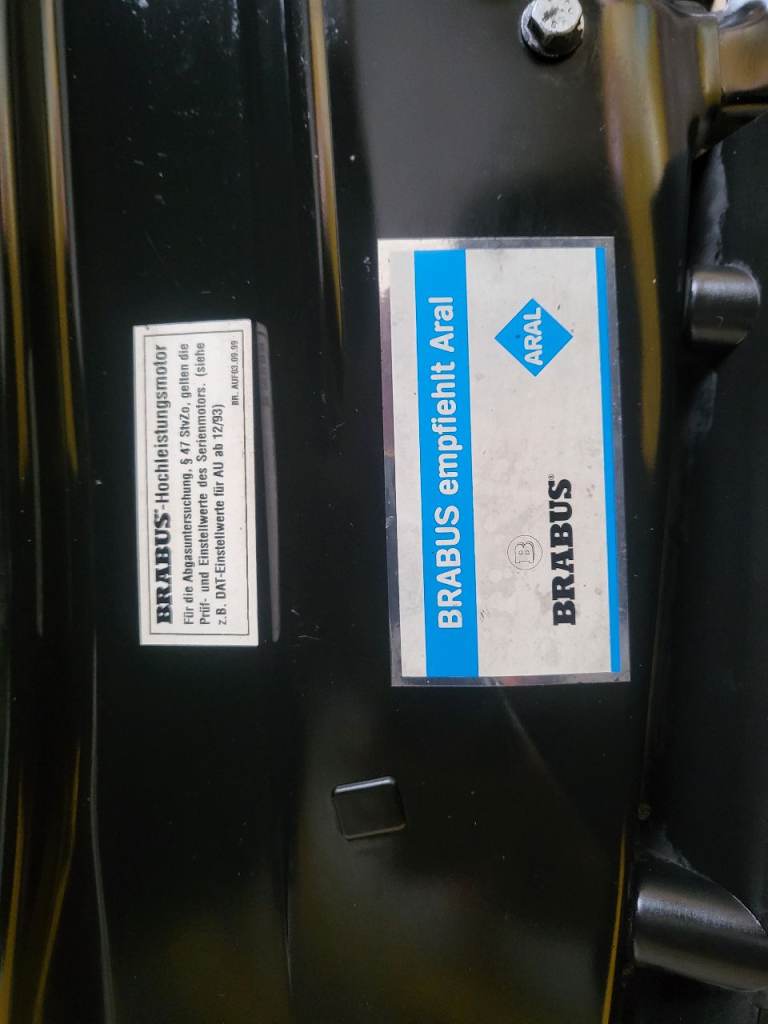 BRABUS®-Hochleistungsmotor
Für die Abgasuntersuchung, § 47 StvZo, gelten die
Prüf- und Einstellwerte des Serienmotors. (siehe
z.B. DAT-Einstellwerte für AU ab 12/93)
BR. AUF03.09.99
BRABUS empfiehlt Aral
B
BRABUS®
ARAL